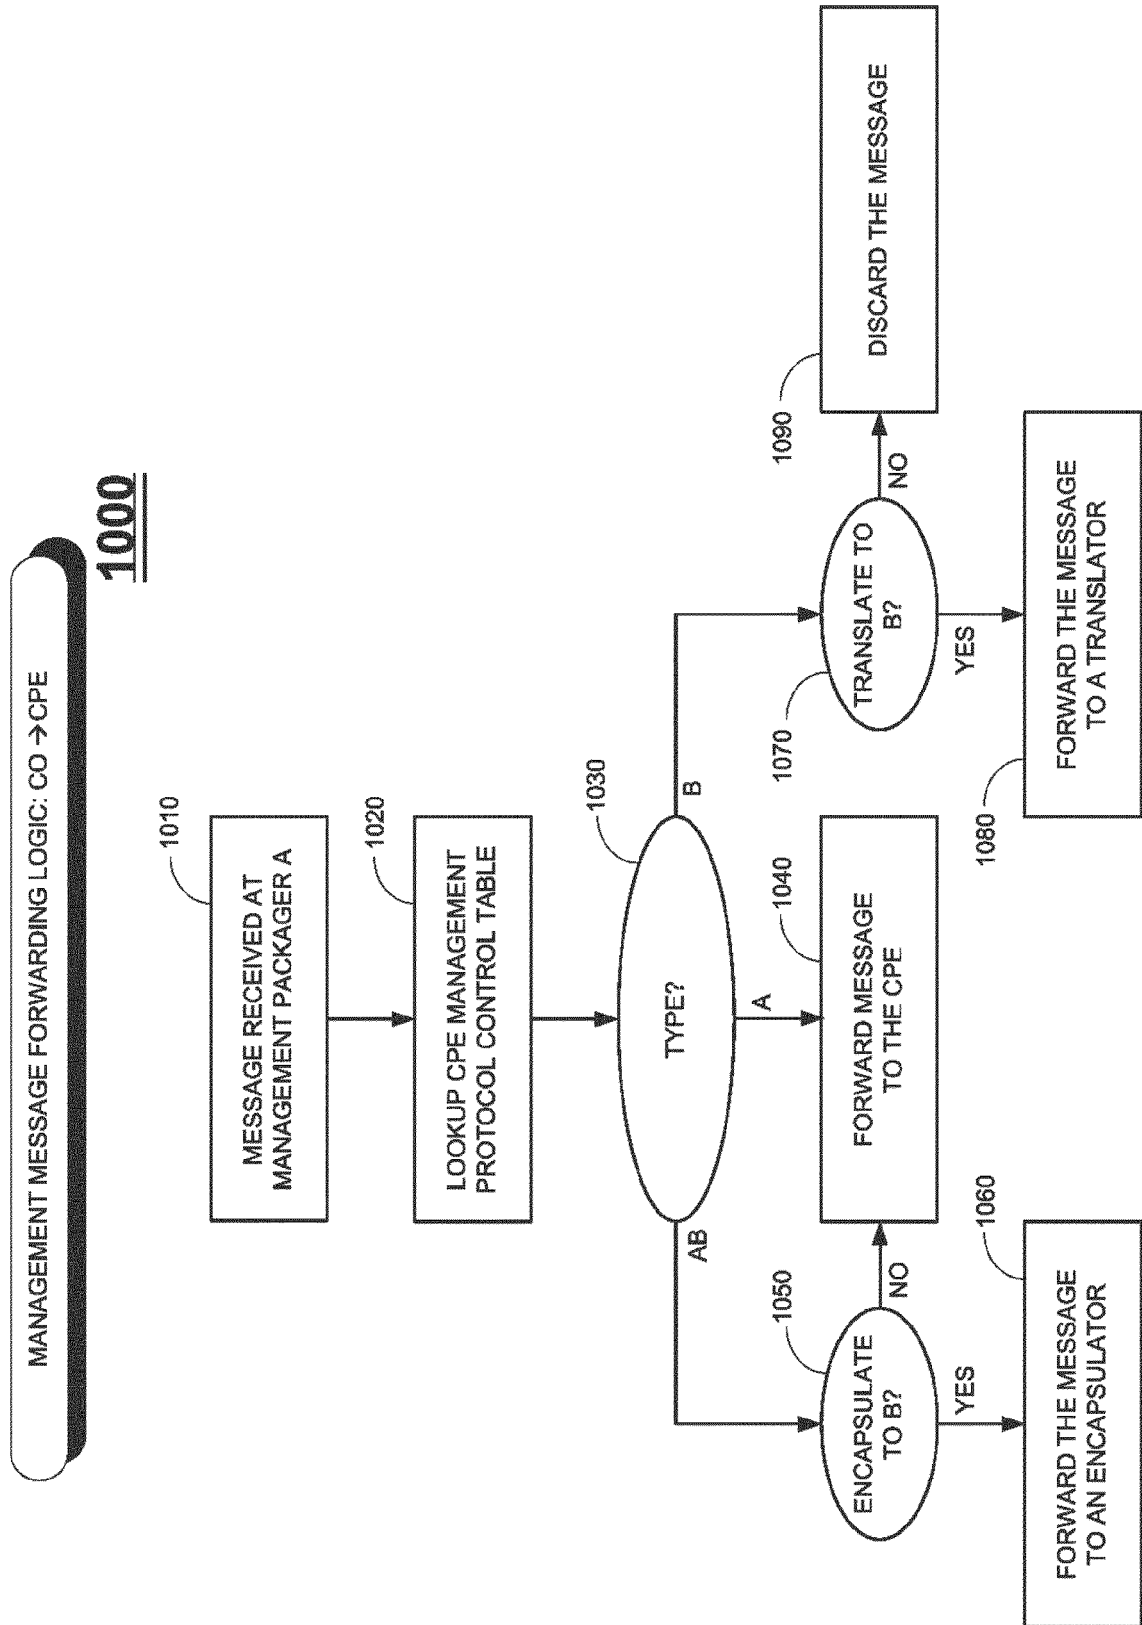 MANAGEMENT MESSAGE FORWARDING LOGIC: CO →CPE
1000
1010
MESSAGE RECEIVED AT
MANAGEMENT PACKAGER A
1020
LOOKUP CPE MANAGEMENT
PROTOCOL CONTROL TABLE
1030
TYPE?
AB
A
B
1050
ENCAPSULATE
TO B?
NO
YES
1040
FORWARD MESSAGE
TO THE CPE
1070
TRANSLATE TO
B?
NO
YES
1090
DISCARD THE MESSAGE
1060
FORWARD THE MESSAGE
TO AN ENCAPSULATOR
1080
FORWARD THE MESSAGE
TO A TRANSLATOR